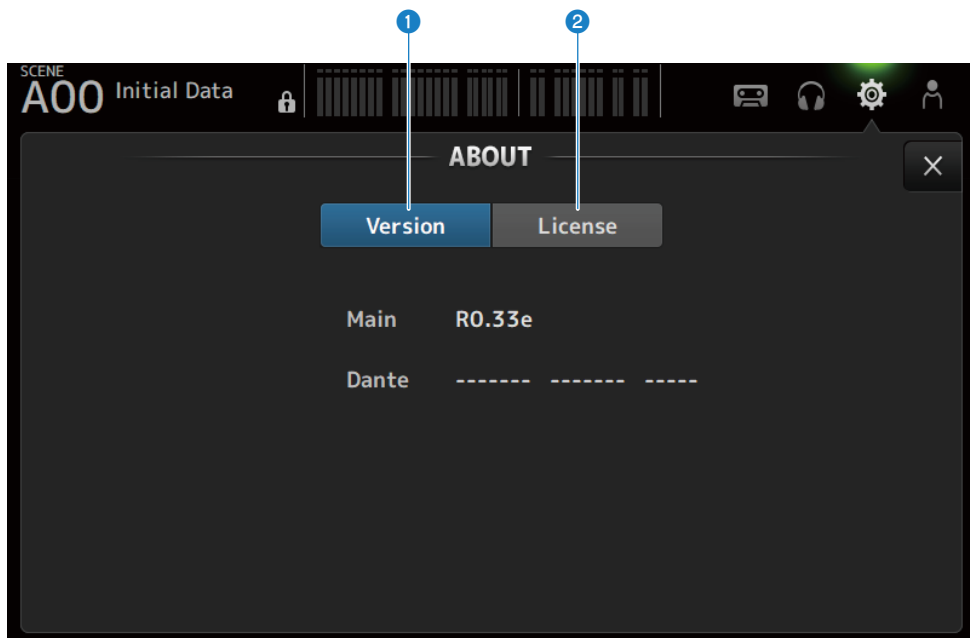 1 2
SCENE
A00 Initial Data
ABOUT
Version License
Main R0.33e
Dante ------- ------- -----